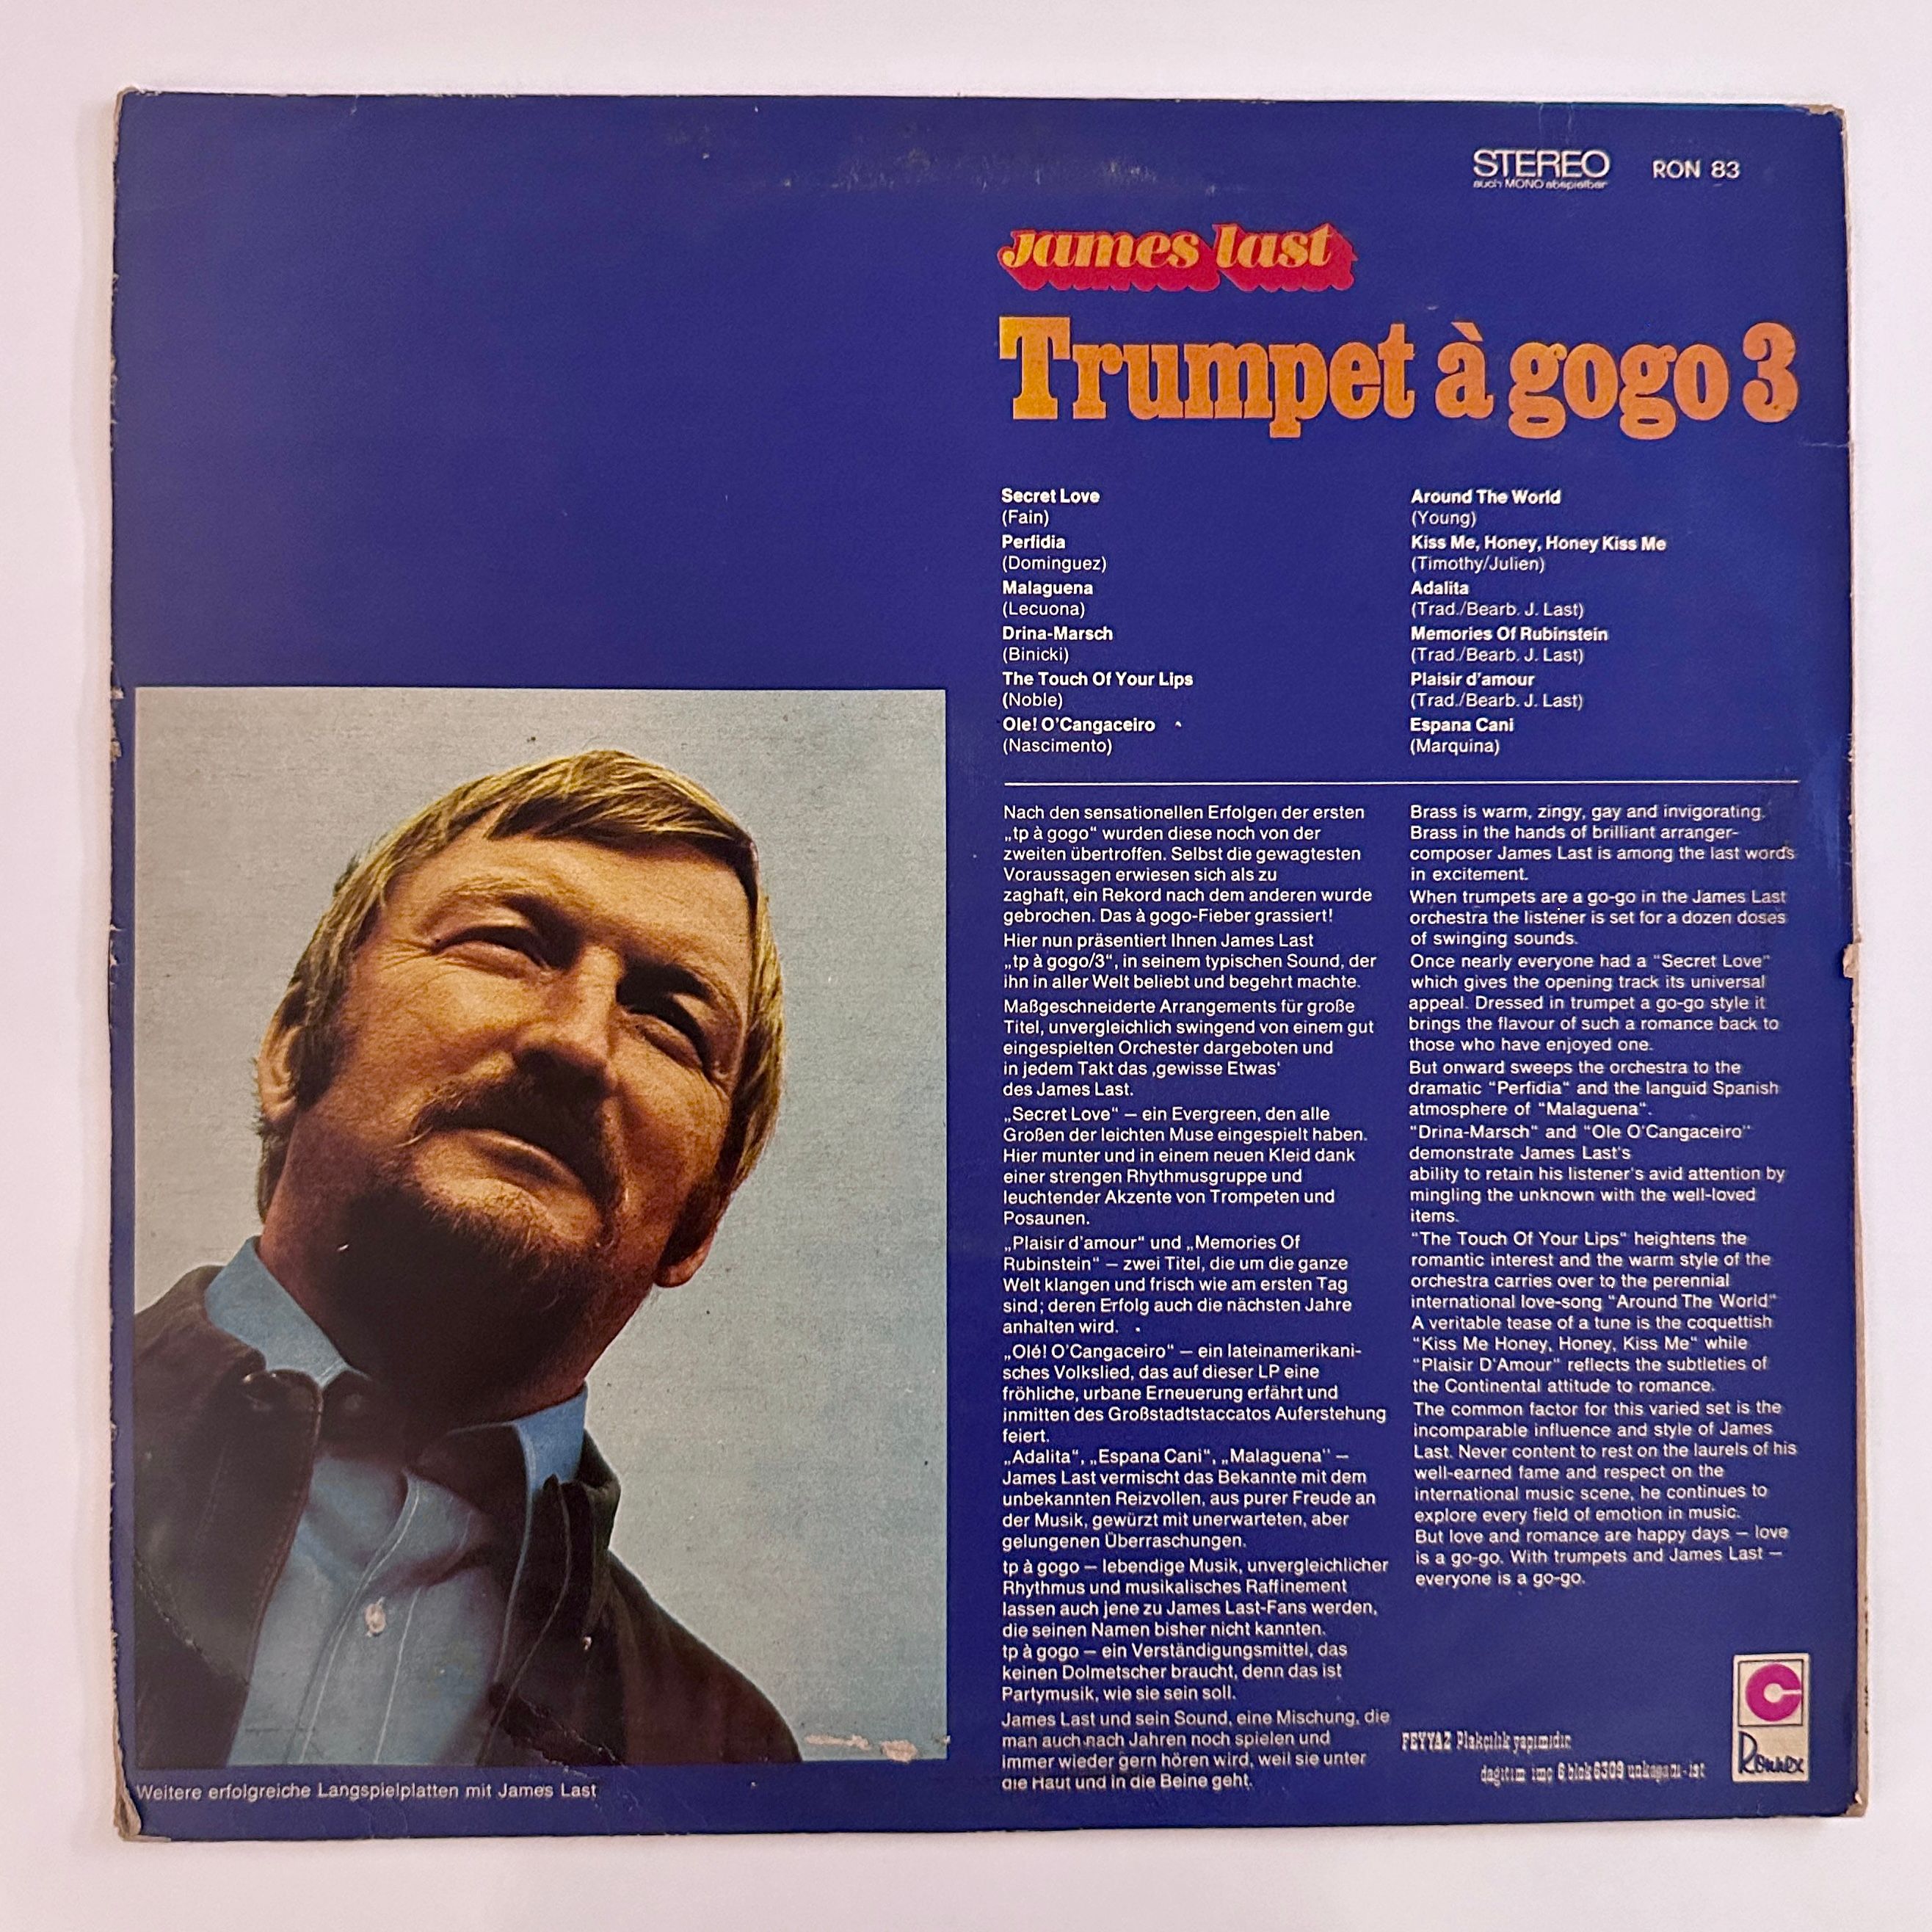 STEREO
auch MONO abspielbar
RON 83
james last
Trumpet à gogo 3
Secret Love
(Fain)
Perfidia
(Dominguez)
Malaguena
(Lecuona)
Drina-Marsch
(Binicki)
The Touch Of Your Lips
(Noble)
Ole! O'Cangaceiro
(Nascimento)
Around The World
(Young)
Kiss Me, Honey, Honey Kiss Me
(Timothy/Julien)
Adalita
(Trad./Bearb. J. Last)
Memories Of Rubinstein
(Trad./Bearb. J. Last)
Plaisir d'amour
(Trad./Bearb. J. Last)
Espana Cani
(Marquina)
Nach den sensationellen Erfolgen der ersten
„tp à gogo“ wurden diese noch von der
zweiten übertroffen. Selbst die gewagtesten
Voraussagen erwiesen sich als zu
zaghaft, ein Rekord nach dem anderen wurde
gebrochen. Das à gogo-Fieber grassiert!
Hier nun präsentiert Ihnen James Last
„tp à gogo/3“, in seinem typischen Sound, der
ihn in aller Welt beliebt und begehrt machte.
Maßgeschneiderte Arrangements für große
Titel, unvergleichlich swingend von einem gut
eingespielten Orchester dargeboten und
in jedem Takt das ‚gewisse Etwas‘
des James Last.
„Secret Love“ – ein Evergreen, den alle
Großen der leichten Muse eingespielt haben.
Hier munter und in einem neuen Kleid dank
einer strengen Rhythmusgruppe und
leuchtender Akzente von Trompeten und
Posaunen.
„Plaisir d'amour“ und „Memories Of
Rubinstein“ – zwei Titel, die um die ganze
Welt klangen und frisch wie am ersten Tag
sind; deren Erfolg auch die nächsten Jahre
anhalten wird.
„Olé! O'Cangaceiro“ – ein lateinamerikani-
sches Volkslied, das auf dieser LP eine
fröhliche, urbane Erneuerung erfährt und
inmitten des Großstadtstaccatos Auferstehung
feiert.
„Adalita“, „Espana Cani“, „Malaguena“ –
James Last vermischt das Bekannte mit dem
unbekannten Reizvollen, aus purer Freude an
der Musik, gewürzt mit unerwarteten, aber
gelungenen Überraschungen.
tp à gogo – lebendige Musik, unvergleichlicher
Rhythmus und musikalisches Raffinement
lassen auch jene zu James Last-Fans werden,
die seinen Namen bisher nicht kannten.
tp à gogo – ein Verständigungsmittel, das
keinen Dolmetscher braucht, denn das ist
Partymusik, wie sie sein soll.
James Last und sein Sound, eine Mischung, die
man auch nach Jahren noch spielen und
immer wieder gern hören wird, weil sie unter
die Haut und in die Beine geht.
Brass is warm, zingy, gay and invigorating.
Brass in the hands of brilliant arranger-
composer James Last is among the last words
in excitement.
When trumpets are a go-go in the James Last
orchestra the listener is set for a dozen doses
of swinging sounds.
Once nearly everyone had a “Secret Love”
which gives the opening track its universal
appeal. Dressed in trumpet a go-go style it
brings the flavour of such a romance back to
those who have enjoyed one.
But onward sweeps the orchestra to the
dramatic “Perfidia“ and the languid Spanish
atmosphere of “Malaguena“.
“Drina-Marsch“ and “Ole O'Cangaceiro”
demonstrate James Last's
ability to retain his listener's avid attention by
mingling the unknown with the well-loved
items.
“The Touch Of Your Lips“ heightens the
romantic interest and the warm style of the
orchestra carries over to the perennial
international love-song “Around The World“
A veritable tease of a tune is the coquettish
“Kiss Me Honey, Honey, Kiss Me“ while
“Plaisir D'Amour“ reflects the subtleties of
the Continental attitude to romance.
The common factor for this varied set is the
incomparable influence and style of James
Last. Never content to rest on the laurels of his
well-earned fame and respect on the
international music scene, he continues to
explore every field of emotion in music.
But love and romance are happy days – love
is a go-go. With trumpets and James Last –
everyone is a go-go.
FEYYAZ Plakçılık yapımıdır
dagıtım imç 6 blok 6309 unkapanı-ist
Ronnex
Weitere erfolgreiche Langspielplatten mit James Last